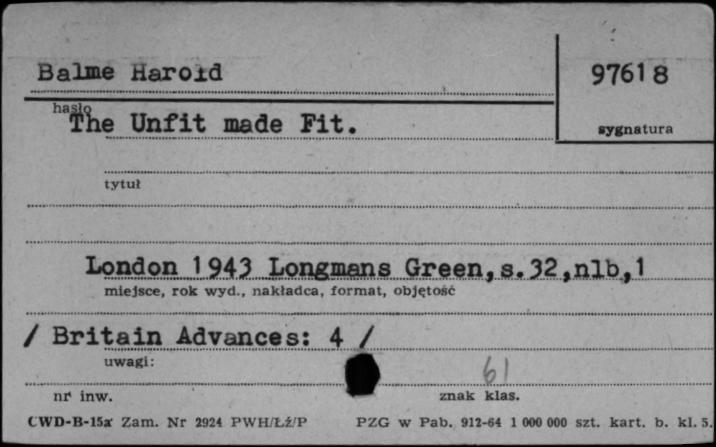 Balme Harold
97618
hasło
The Unfit made Fit.
sygnatura
tytuł
London 1943 Longmans Green,s.32,nlb,1
miejsce, rok wyd., nakładca, format, objętość
/ Britain Advances: 4 /
uwagi:
61
nr inw.
znak klas.
CWD-B-15a Zam. Nr 2924 PWH/Łź/P
PZG w Pab. 912-64 1 000 000 szt. kart. b. kl. 5.